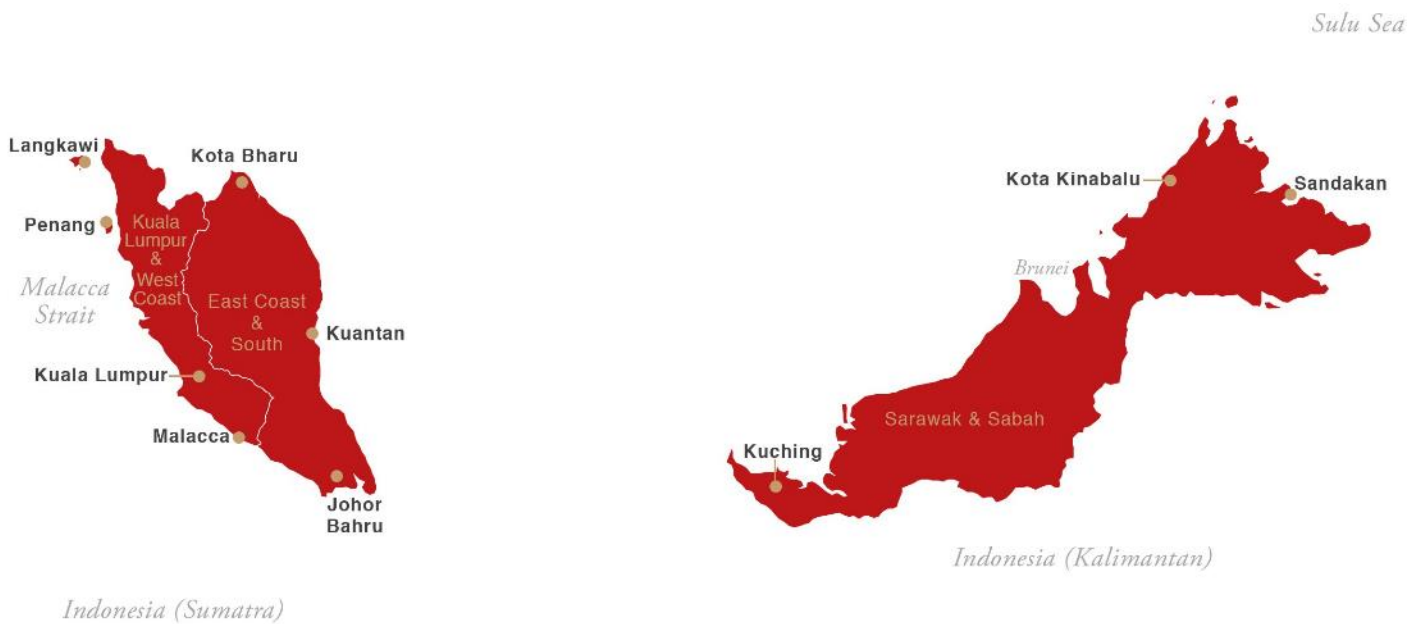 Sulu Sea
Langkawi
Kota Bharu
Kota Kinabalu
Sandakan
Penang
Kuala
Lumpur
&
West
Coast
Malacca
Strait
East Coast
&
South
Brunei
Kuantan
Kuala Lumpur
Sarawak & Sabah
Malacca
Kuching
Johor
Bahru
Indonesia (Kalimantan)
Indonesia (Sumatra)